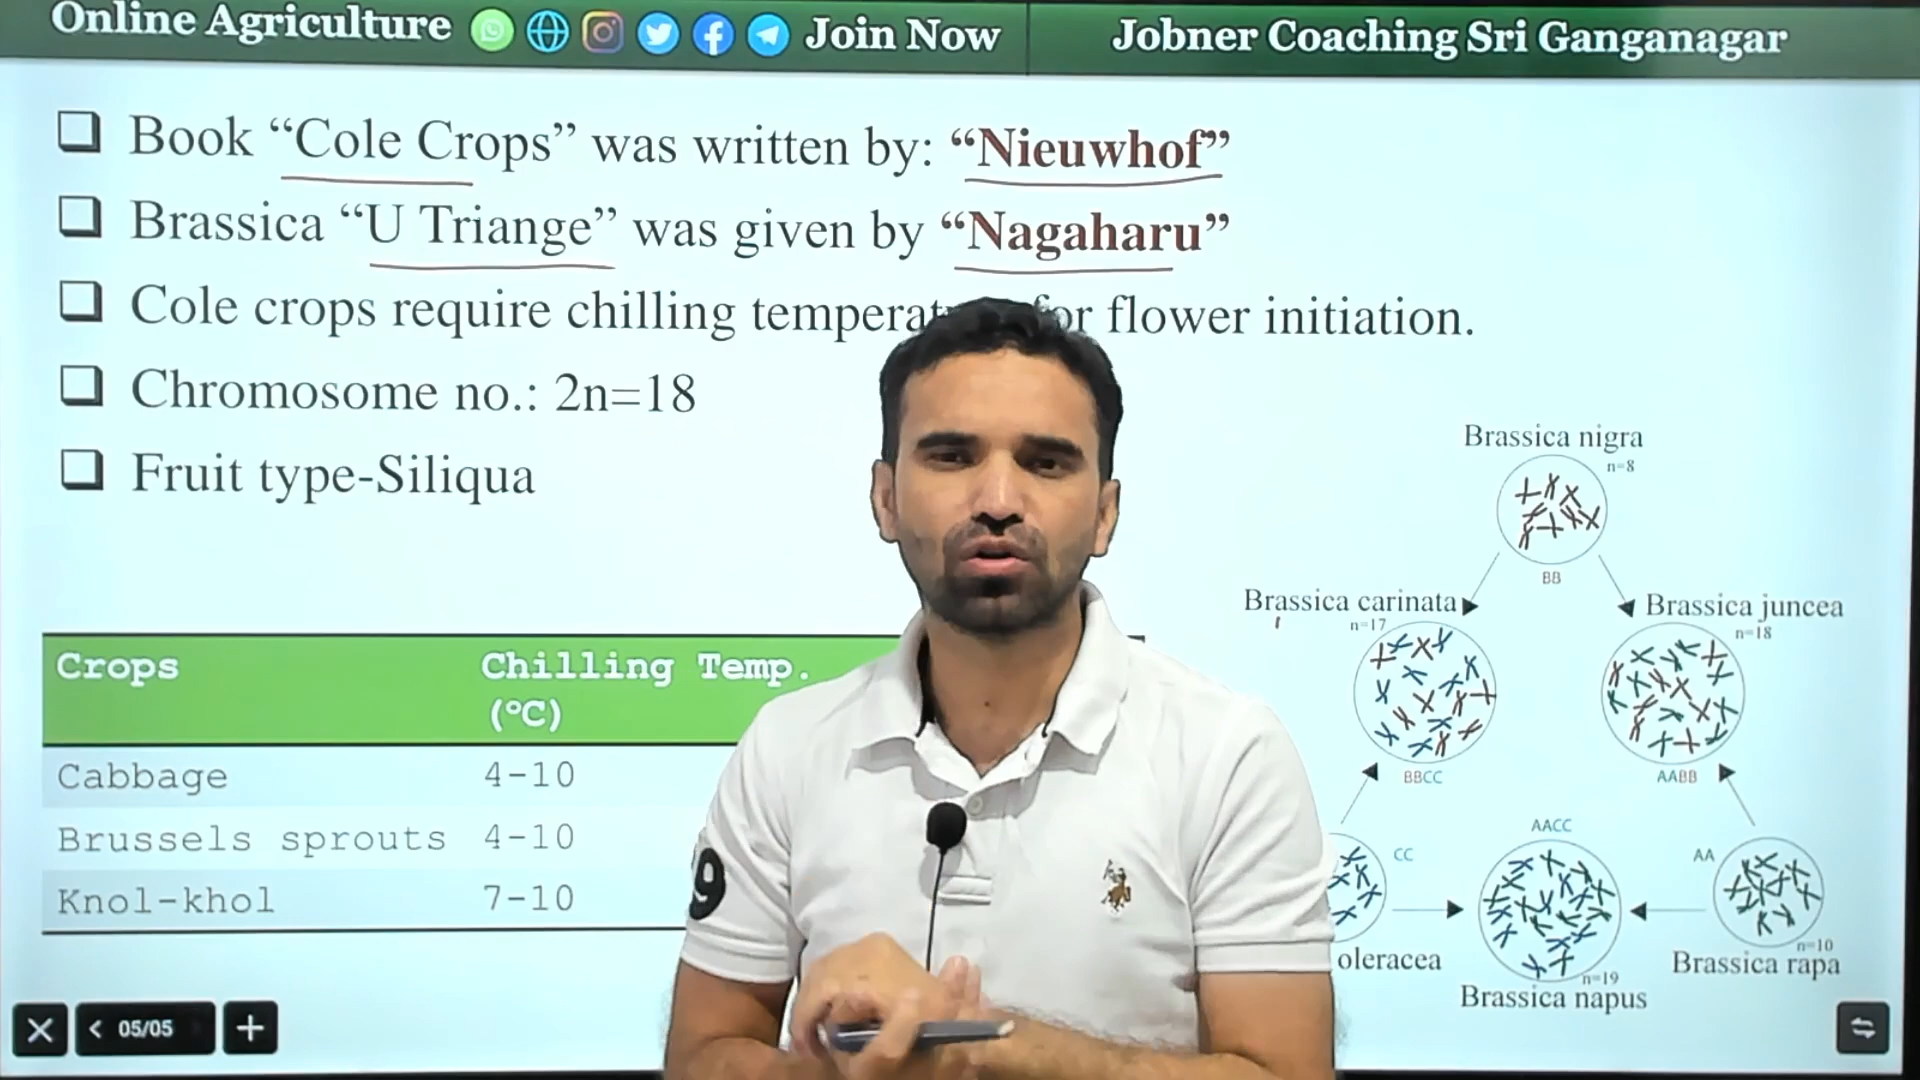 Online Agriculture Join Now Jobner Coaching Sri Ganganagar
Book “Cole Crops” was written by: “Nieuwhof”
Brassica “U Triange” was given by “Nagaharu”
Cole crops require chilling for flower initiation.
Chromosome no.: 2n=18
Fruit type-Siliqua
Crops Chilling Temp.
(°C)
Cabbage 4-10
Brussels sprouts 4-10
Knol-khol 7-10
Brassica nigra
n=8
BB
Brassica carinata
n=17
BBCC
Brassica juncea
n=18
AABB
CC
oleracea
AACC
n=19
Brassica napus
AA
n=10
Brassica rapa
05/05
9